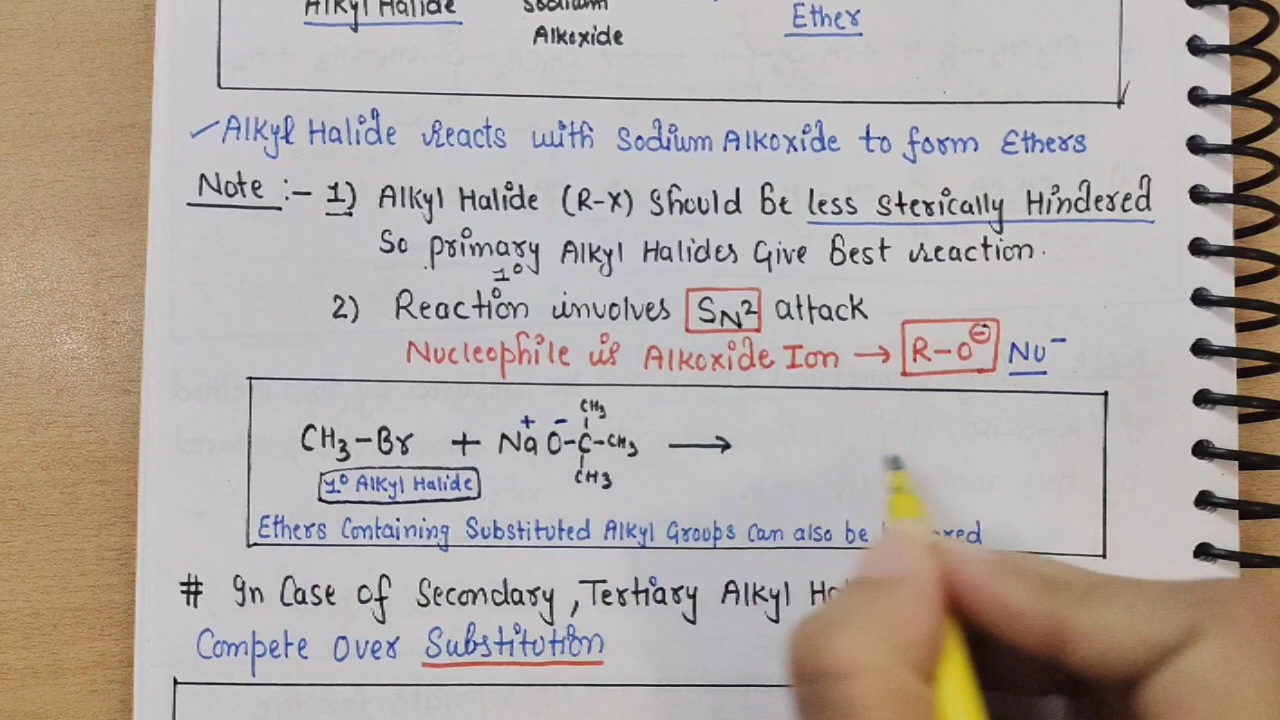 Alkyl Halide Sodium Ether
Alkoxide
✓Alkyl Halide reacts with Sodium Alkoxide to form Ethers
Note :- 1) Alkyl Halide (R-X) Should be less sterically Hindered
So primary Alkyl Halides Give Best reaction.
1°
2) Reaction involves SN2 attack
Nucleophile is Alkoxide Ion → R-O⊖ Nu-
CH3
CH3-Br + Na+ O- -C-CH3 →
CH3
1° Alkyl Halide
Ethers Containing Substituted Alkyl Groups Can also be
# In Case of Secondary, Tertiary Alkyl
Compete Over Substitution